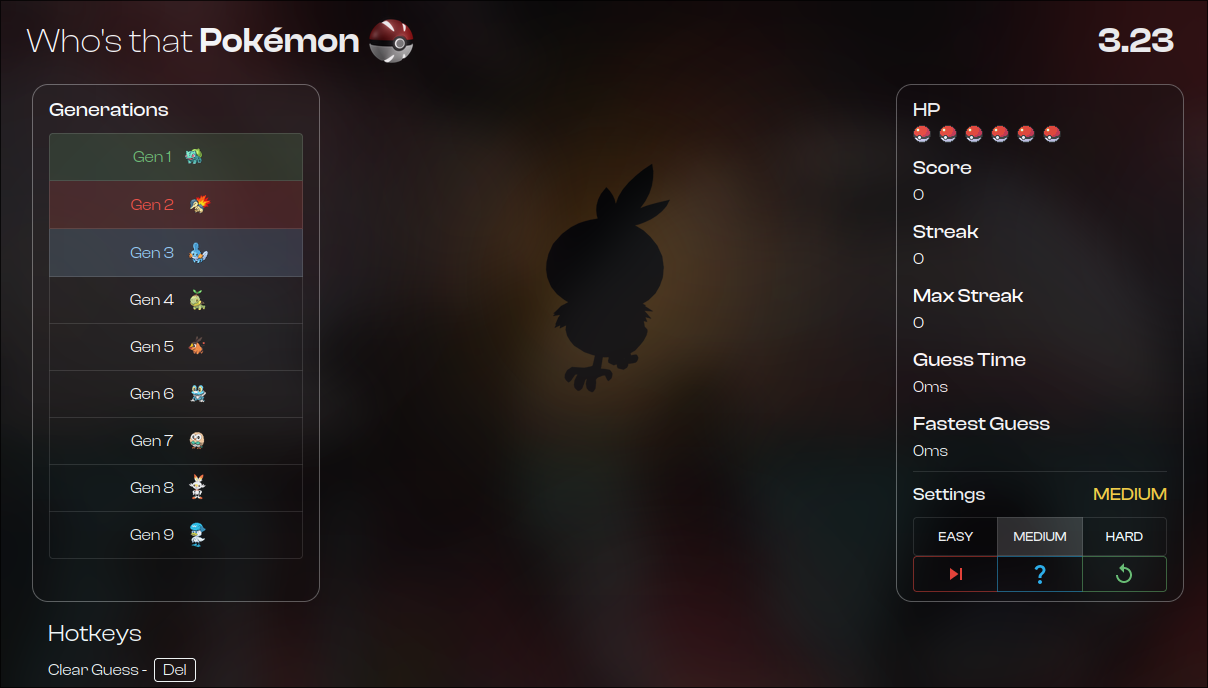 Who's that Pokémon
3.23
Generations
Gen 1
Gen 2
Gen 3
Gen 4
Gen 5
Gen 6
Gen 7
Gen 8
Gen 9
Hotkeys
Clear Guess - Del
HP
Score
0
Streak
0
Max Streak
0
Guess Time
0ms
Fastest Guess
0ms
Settings MEDIUM
EASY MEDIUM HARD
?